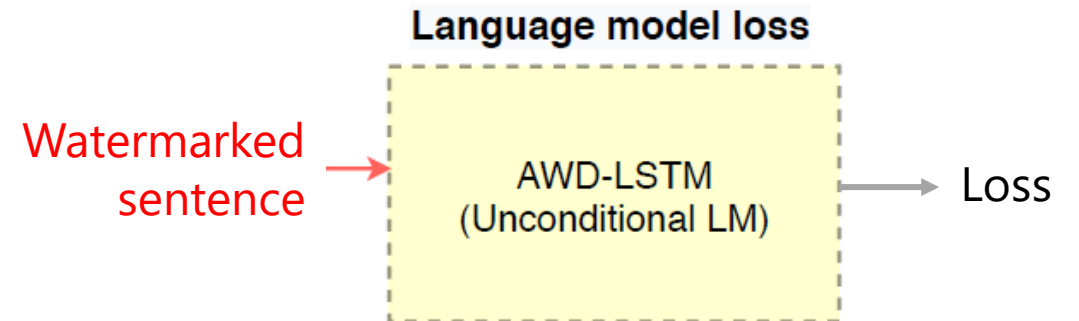 Language model loss
Watermarked
sentence
AWD-LSTM
(Unconditional LM)
Loss